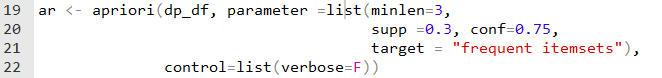 19 ar <- apriori(dp_df, parameter =list(minlen=3,
20 supp =0.3, conf=0.75,
21 target = "frequent itemsets"),
22 control=list(verbose=F))